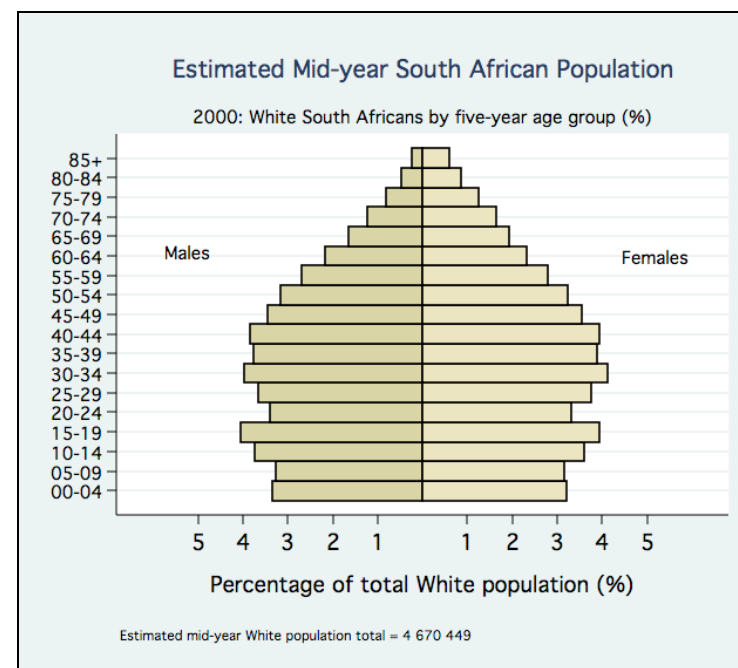 Estimated Mid-year South African Population
2000: White South Africans by five-year age group (%)
85+
80-84
75-79
70-74
65-69
60-64
55-59
50-54
45-49
40-44
35-39
30-34
25-29
20-24
15-19
10-14
05-09
00-04
Males
Females
5 4 3 2 1 1 2 3 4 5
Percentage of total White population (%)
Estimated mid-year White population total = 4 670 449